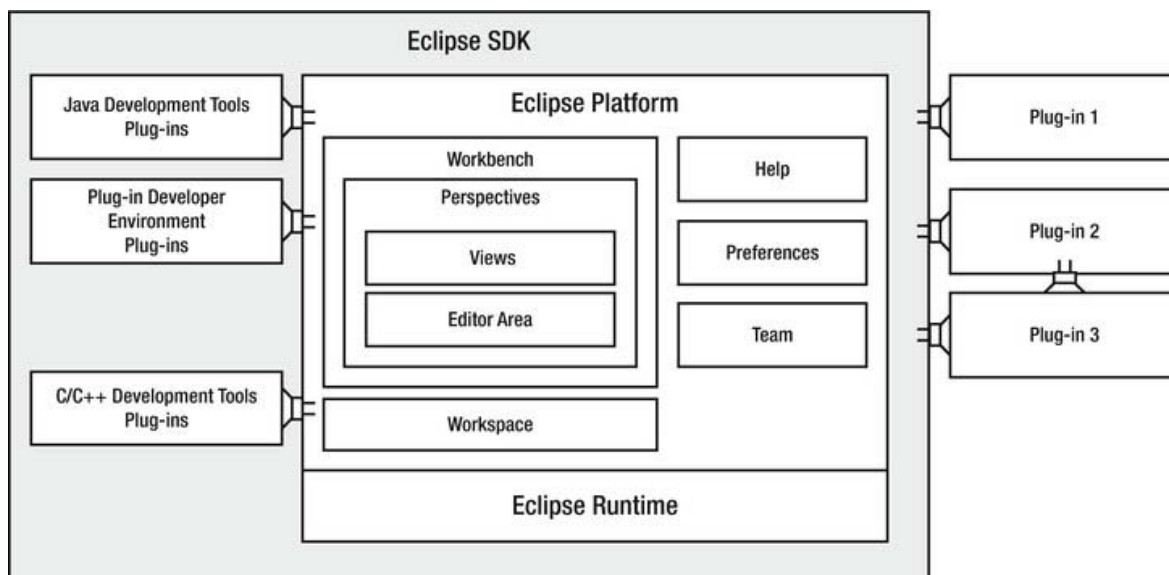 Eclipse SDK
Java Development Tools
Plug-ins
Plug-in Developer
Environment
Plug-ins
C/C++ Development Tools
Plug-ins
Eclipse Platform
Workbench
Perspectives
Views
Editor Area
Workspace
Help
Preferences
Team
Eclipse Runtime
Plug-in 1
Plug-in 2
Plug-in 3